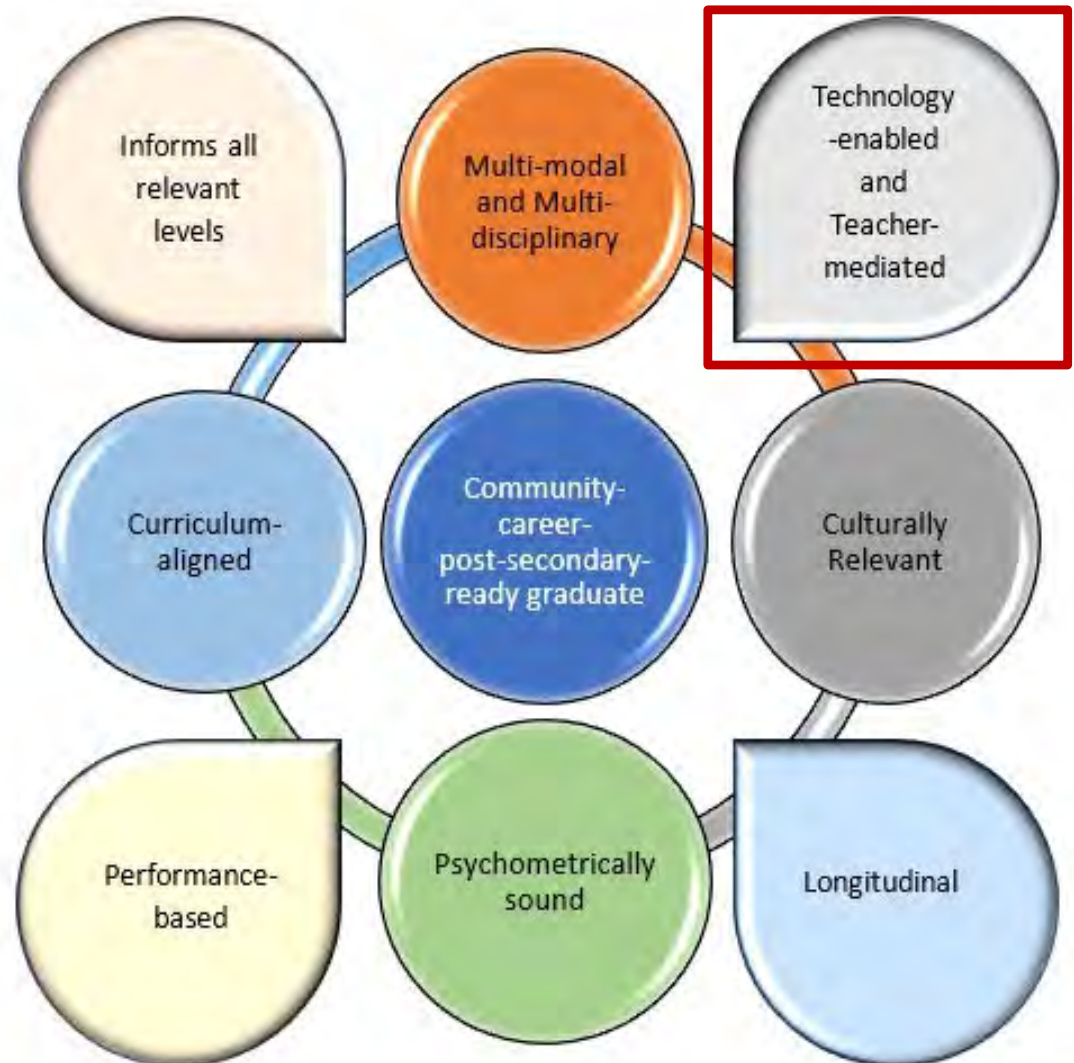 Informs all
relevant
levels
Multi-modal
and Multi-
disciplinary
Technology
-enabled
and
Teacher-
mediated
Curriculum-
aligned
Community-
career-
post-secondary-
ready graduate
Culturally
Relevant
Performance-
based
Psychometrically
sound
Longitudinal